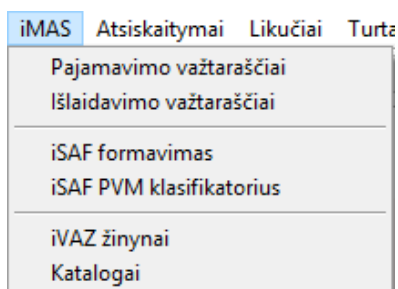 iMAS Atsiskaitymai Likučiai
Pajamavimo važtaraščiai
Išlaidavimo važtaraščiai
iSAF formavimas
iSAF PVM klasifikatorius
iVAZ žinynai
Katalogai